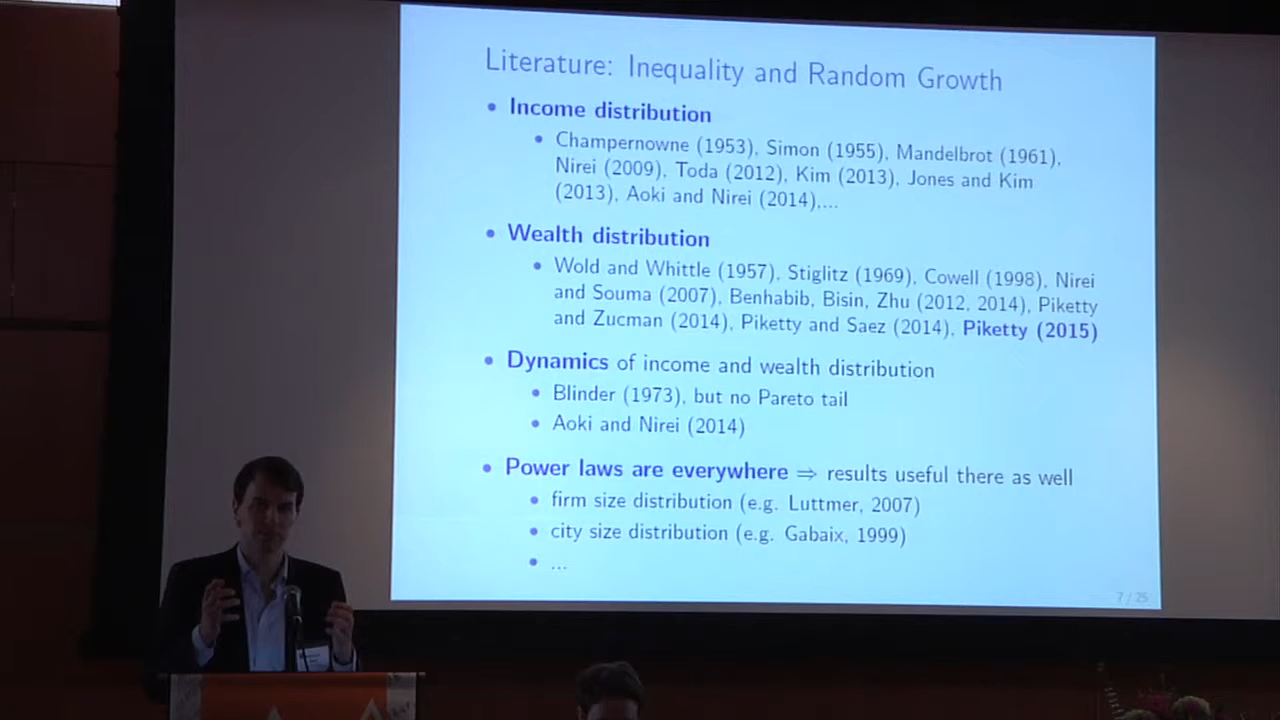 Literature: Inequality and Random Growth
• Income distribution
• Champernowne (1953), Simon (1955), Mandelbrot (1961),
Nirei (2009), Toda (2012), Kim (2013), Jones and Kim
(2013), Aoki and Nirei (2014),...
• Wealth distribution
• Wold and Whittle (1957), Stiglitz (1969), Cowell (1998), Nirei
and Souma (2007), Benhabib, Bisin, Zhu (2012, 2014), Piketty
and Zucman (2014), Piketty and Saez (2014), Piketty (2015)
• Dynamics of income and wealth distribution
• Blinder (1973), but no Pareto tail
• Aoki and Nirei (2014)
• Power laws are everywhere ⇒ results useful there as well
• firm size distribution (e.g. Luttmer, 2007)
• city size distribution (e.g. Gabaix, 1999)
• ...
7 / 25